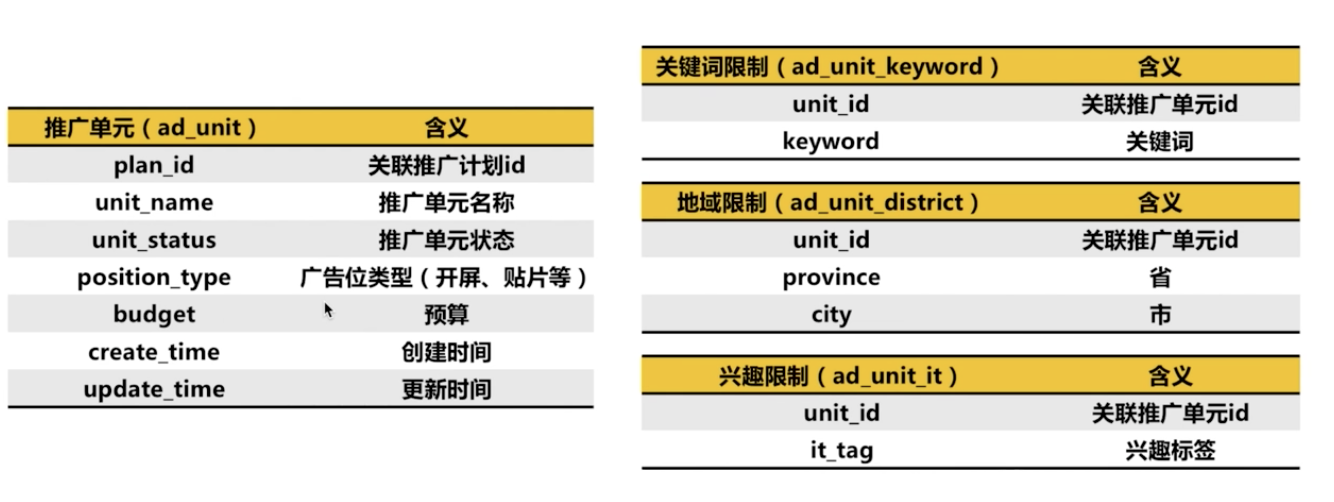 推广单元（ad_unit） 含义
plan_id 关联推广计划id
unit_name 推广单元名称
unit_status 推广单元状态
position_type 广告位类型（开屏、贴片等）
budget 预算
create_time 创建时间
update_time 更新时间
关键词限制（ad_unit_keyword） 含义
unit_id 关联推广单元id
keyword 关键词
地域限制（ad_unit_district） 含义
unit_id 关联推广单元id
province 省
city 市
兴趣限制（ad_unit_it） 含义
unit_id 关联推广单元id
it_tag 兴趣标签